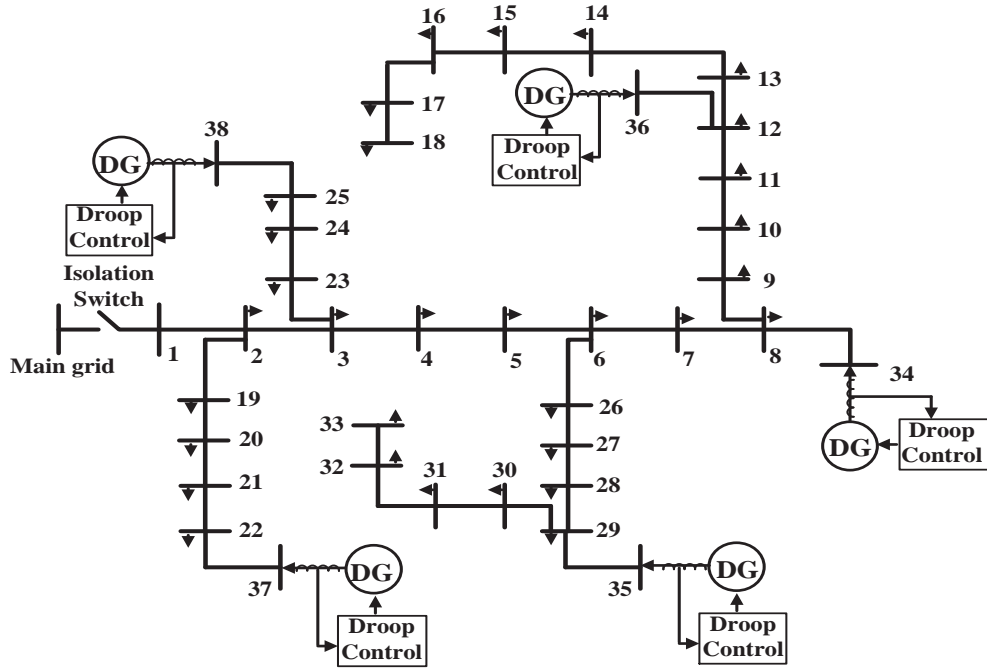 16
15
14
13
DG
36
12
17
18
Droop
Control
38
DG
11
25
Droop
Control
24
10
Isolation
Switch
23
9
Main grid
1
2
3
4
5
6
7
8
34
19
26
33
20
27
32
31
30
DG
Droop
Control
21
28
22
29
37
DG
35
DG
Droop
Control
Droop
Control